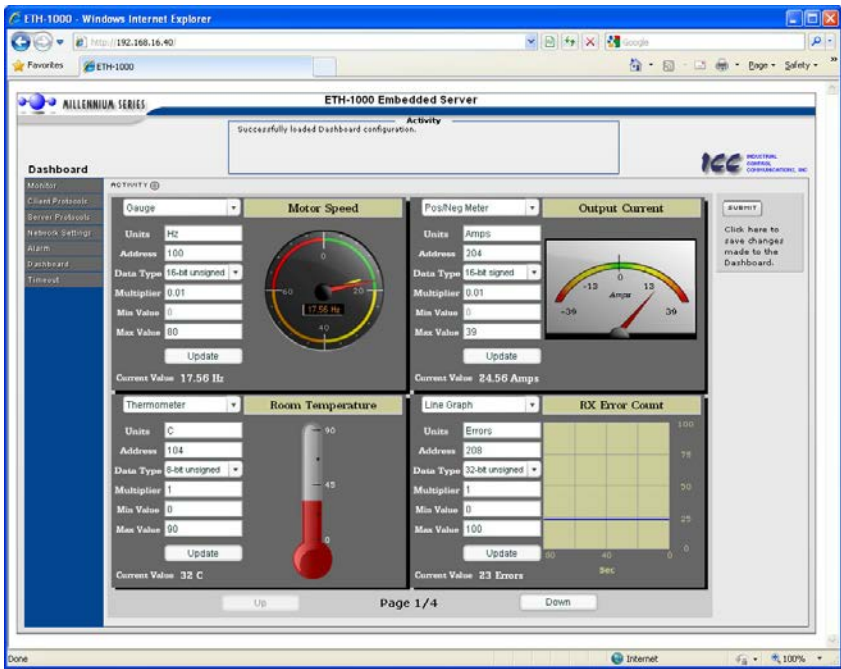 ETH-1000 - Windows Internet Explorer
http://192.168.16.40/
Google
Favorites
ETH-1000
Page
Safety
MILLENNIUM SERIES
ETH-1000 Embedded Server
Activity
Successfully loaded Dashboard configuration.
ICC INDUSTRIAL CONTROL COMMUNICATIONS, INC
Dashboard
Monitor
Client Protocols
Server Protocols
Network Settings
Alarm
Dashboard
Timeout
ACTIVITY
Gauge
Motor Speed
Units Hz
Address 100
Data Type 16-bit unsigned
Multiplier 0.01
Min Value 0
Max Value 80
Update
Current Value 17.56 Hz
0
20
40
60
17.56 Hz
Pos/Neg Meter
Output Current
Units Amps
Address 204
Data Type 16-bit signed
Multiplier 0.01
Min Value 0
Max Value 39
Update
Current Value 24.56 Amps
-39
-13
0
13
39
Amps
-39
39
SUBMIT
Click here to
save changes
made to the
Dashboard.
Thermometer
Room Temperature
Units C
Address 104
Data Type 8-bit unsigned
Multiplier 1
Min Value 0
Max Value 90
Update
Current Value 32 C
90
45
0
Line Graph
RX Error Count
Units Errors
Address 208
Data Type 32-bit unsigned
Multiplier 1
Min Value 0
Max Value 100
Update
Current Value 23 Errors
100
75
50
25
0
60
40
0
Sec
Up
Page 1/4
Down
Done
Internet
100%